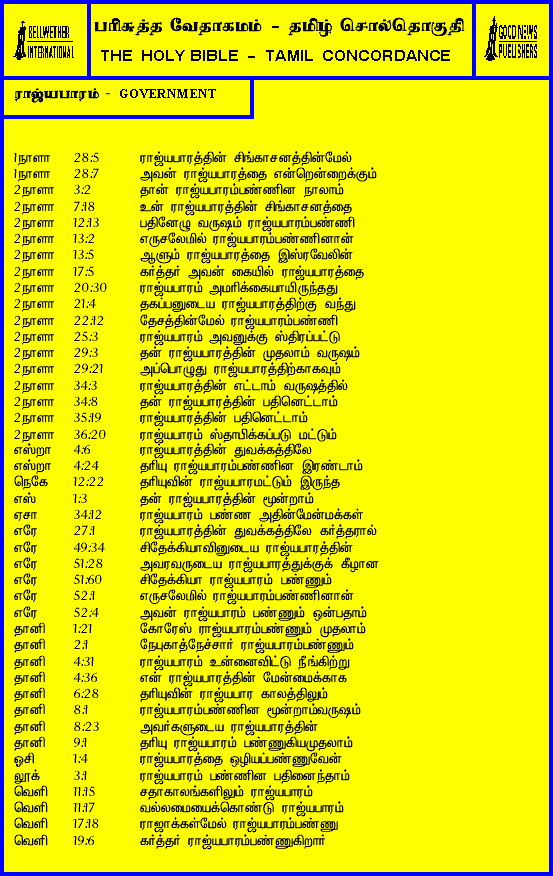 BELLWETHER INTERNATIONAL
பரிசுத்த வேதாகமம் - தமிழ் சொல்தொகுதி
THE HOLY BIBLE - TAMIL CONCORDANCE
GOOD NEWS PUBLISHERS
ராஜ்யபாரம் - GOVERNMENT
1நாளா 28:5 ராஜ்யபாரத்தின் சிங்காசனத்தின்மேல்
1நாளா 28:7 அவன் ராஜ்யபாரத்தை என்றென்றைக்கும்
2நாளா 3:2 தான் ராஜ்யபாரம்பண்ணின நாலாம்
2நாளா 7:18 உன் ராஜ்யபாரத்தின் சிங்காசனத்தை
2நாளா 12:13 பதினேழு வருஷம் ராஜ்யபாரம்பண்ணி
2நாளா 13:2 எருசலேமில் ராஜ்யபாரம்பண்ணினான்
2நாளா 13:5 ஆளும் ராஜ்யபாரத்தை இஸ்ரவேலின்
2நாளா 17:5 கர்த்தர் அவன் கையில் ராஜ்யபாரத்தை
2நாளா 20:30 ராஜ்யபாரம் அமரிக்கையாயிருந்தது
2நாளா 21:4 தகப்பனுடைய ராஜ்யபாரத்திற்கு வந்து
2நாளா 22:12 தேசத்தின்மேல் ராஜ்யபாரம்பண்ணி
2நாளா 25:3 ராஜ்யபாரம் அவனுக்கு ஸ்திரப்பட்டு
2நாளா 29:3 தன் ராஜ்யபாரத்தின் முதலாம் வருஷம்
2நாளா 29:21 அப்பொழுது ராஜ்யபாரத்திற்காகவும்
2நாளா 34:3 ராஜ்யபாரத்தின் எட்டாம் வருஷத்தில்
2நாளா 34:8 தன் ராஜ்யபாரத்தின் பதினெட்டாம்
2நாளா 35:19 ராஜ்யபாரத்தின் பதினெட்டாம்
2நாளா 36:20 ராஜ்யபாரம் ஸ்தாபிக்கப்படு மட்டும்
எஸ்றா 4:6 ராஜ்யபாரத்தின் துவக்கத்திலே
எஸ்றா 4:24 தரியு ராஜ்யபாரம்பண்ணின இரண்டாம்
நெகே 12:22 தரியுவின் ராஜ்யபாரமட்டும் இருந்த
எஸ் 1:3 தன் ராஜ்யபாரத்தின் மூன்றாம்
ஏசா 34:12 ராஜ்யபாரம் பண்ண அதின்மேன்மக்கள்
எரே 27:1 ராஜ்யபாரத்தின் துவக்கத்திலே கர்த்தரால்
எரே 49:34 சிதேக்கியாவினுடைய ராஜ்யபாரத்தின்
எரே 51:28 அவரவருடைய ராஜ்யபாரத்துக்குக் கீழான
எரே 51:60 சிதேக்கியா ராஜ்யபாரம் பண்ணும்
எரே 52:1 எருசலேமில் ராஜ்யபாரம்பண்ணினான்
எரே 52:4 அவன் ராஜ்யபாரம் பண்ணும் ஒன்பதாம்
தானி 1:21 கோரேஸ் ராஜ்யபாரம்பண்ணும் முதலாம்
தானி 2:1 நேபுகாத்நேச்சார் ராஜ்யபாரம்பண்ணும்
தானி 4:31 ராஜ்யபாரம் உன்னைவிட்டு நீங்கிற்று
தானி 4:36 என் ராஜ்யபாரத்தின் மேன்மைக்காக
தானி 6:28 தரியுவின் ராஜ்யபார காலத்திலும்
தானி 8:1 ராஜ்யபாரம்பண்ணின மூன்றாம்வருஷம்
தானி 8:23 அவர்களுடைய ராஜ்யபாரத்தின்
தானி 9:1 தரியு ராஜ்யபாரம் பண்ணுகியமுதலாம்
ஓசி 1:4 ராஜ்யபாரத்தை ஒழியப்பண்ணுவேன்
லூக் 3:1 ராஜ்யபாரம் பண்ணின பதினைந்தாம்
வெளி 11:15 சதாகாலங்களிலும் ராஜ்யபாரம்
வெளி 11:17 வல்லமையைக்கொண்டு ராஜ்யபாரம்
வெளி 17:18 ராஜாக்கள்மேல் ராஜ்யபாரம்பண்ணு
வெளி 19:6 கர்த்தர் ராஜ்யபாரம்பண்ணுகிறார்